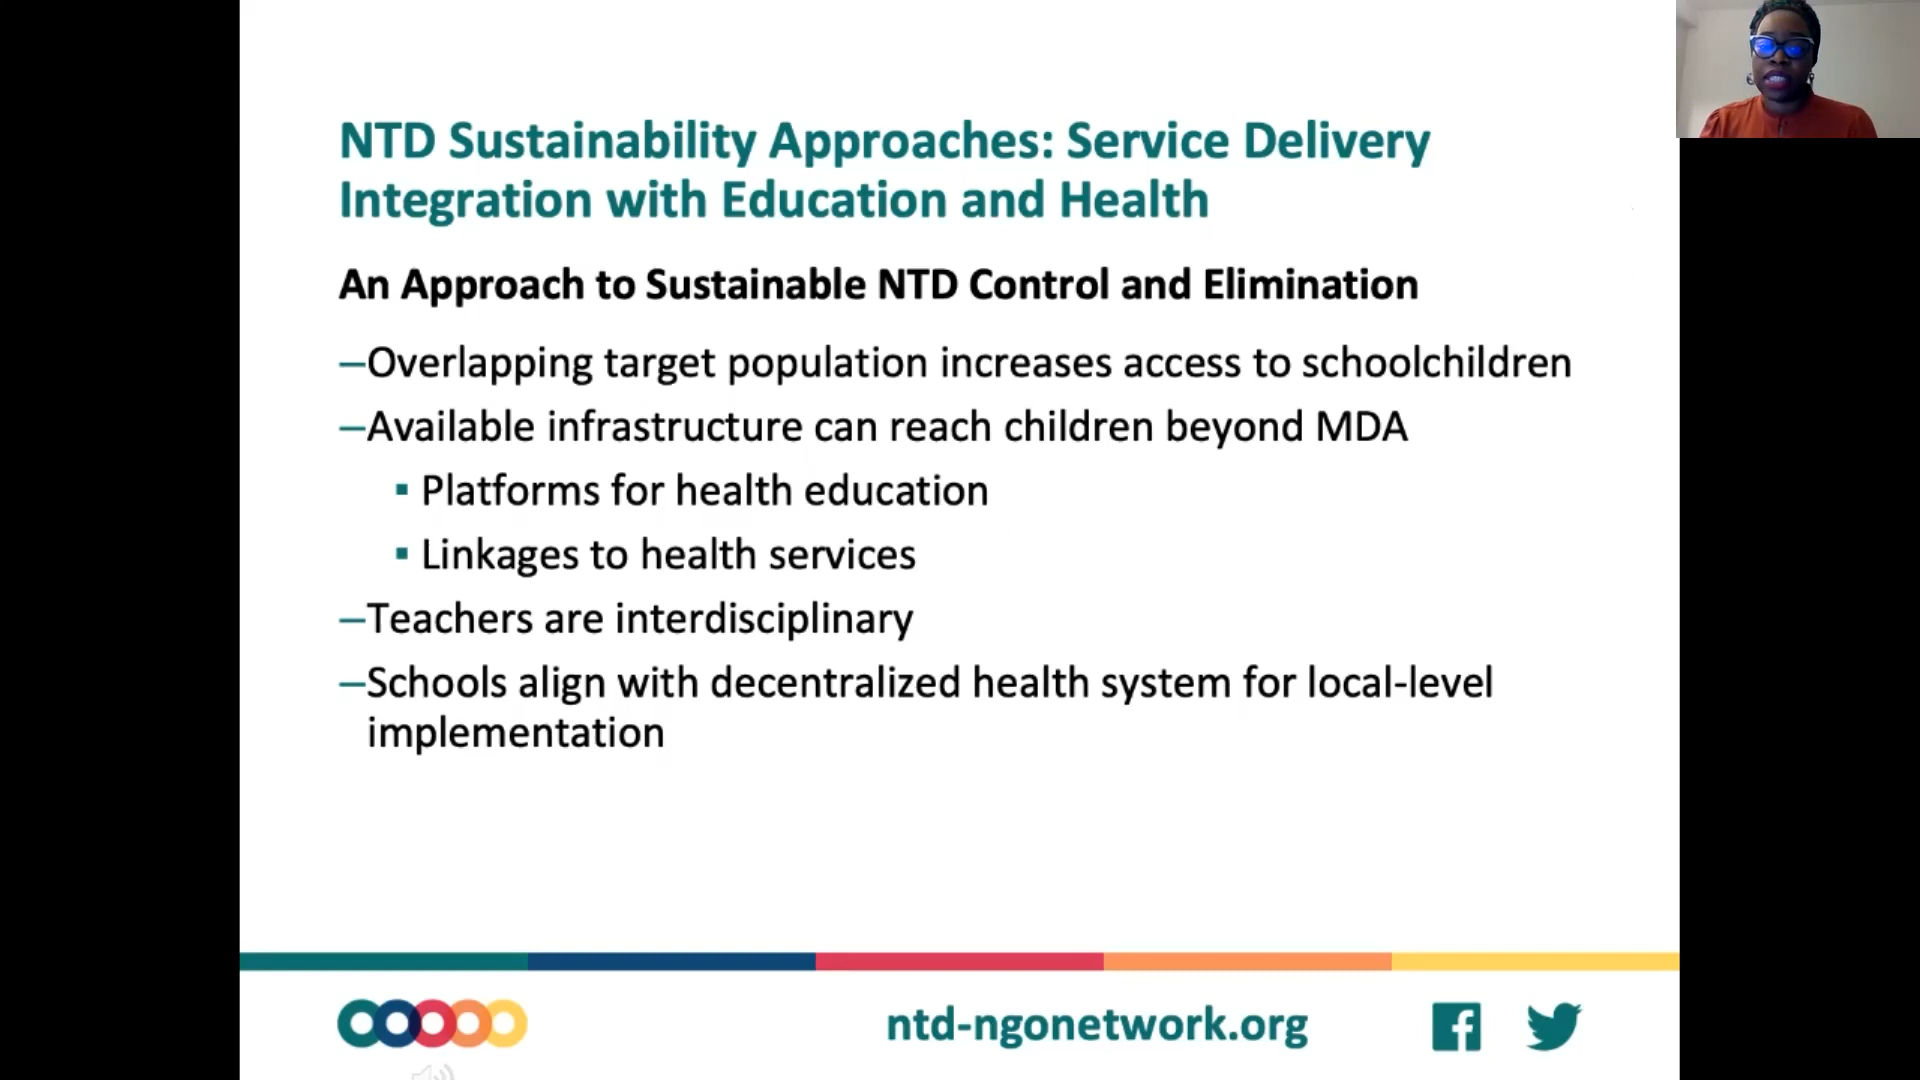 NTD Sustainability Approaches: Service Delivery
Integration with Education and Health
An Approach to Sustainable NTD Control and Elimination
–Overlapping target population increases access to schoolchildren
–Available infrastructure can reach children beyond MDA
▪ Platforms for health education
▪ Linkages to health services
–Teachers are interdisciplinary
–Schools align with decentralized health system for local-level
implementation
ntd-ngonetwork.org